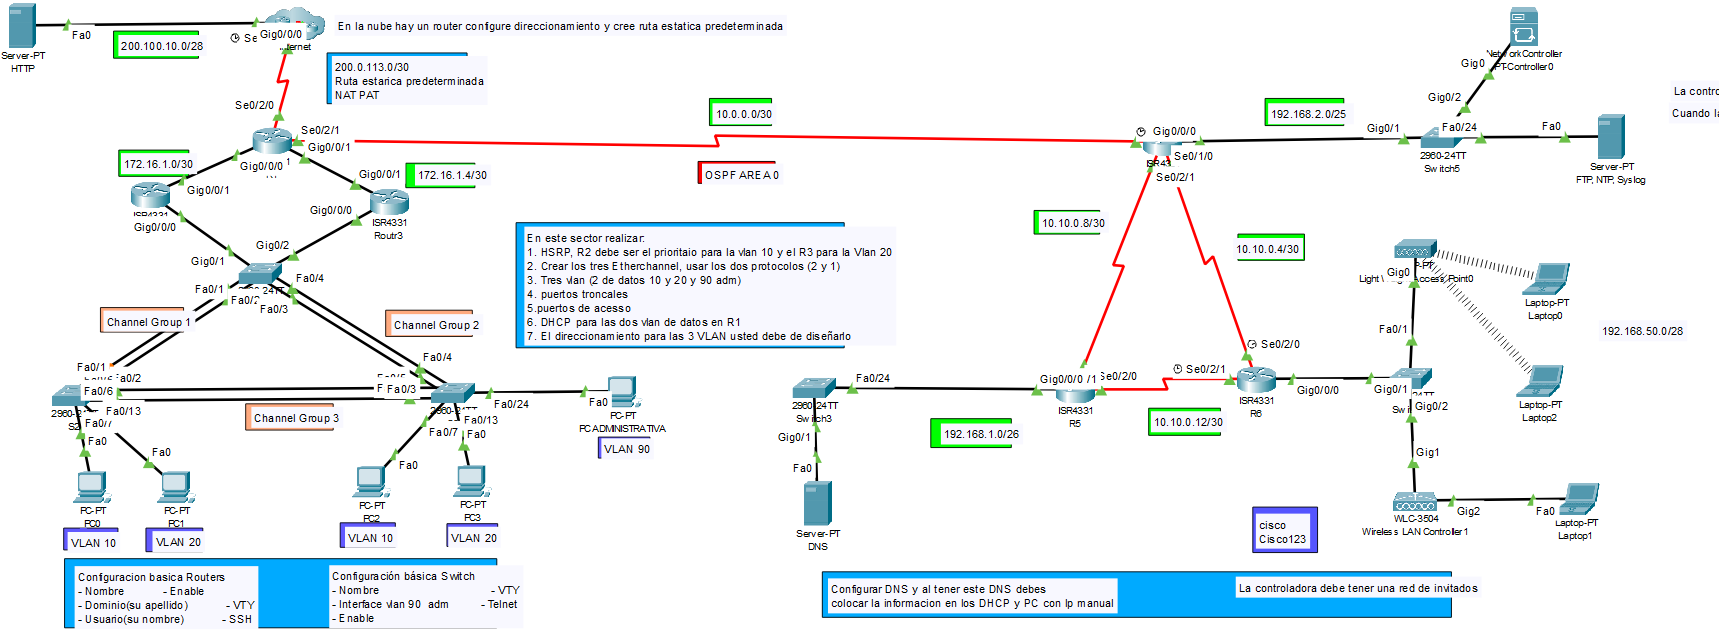 En la nube hay un router configure direccionamiento y cree ruta estatica predeterminada
Fa0
Server-PT
HTTP
200.100.10.0/28
Gig0/0/0
200.0.113.0/30
Ruta estarica predeterminada
NAT PAT
Se0/2/0
Se0/2/1
Gig0/0/1
Gig0/0/0
172.16.1.0/30
Gig0/0/1
Gig0/0/0
172.16.1.4/30
Gig0/0/1
Gig0/0/0
ISR4331
Routr3
10.0.0.0/30
OSPF AREA 0
Gig0/0/0
Se0/1/0
Se0/2/1
192.168.2.0/25
Gig0/1
Gig0/2
Fa0/24
2960-24TT
Switch5
Gig0
PT-Controller0
Fa0
Server-PT
FTP, NTP, Syslog
La contro
Cuando la
En este sector realizar:
1. HSRP, R2 debe ser el prioritaio para la vlan 10 y el R3 para la Vlan 20
2. Crear los tres Etherchannel, usar los dos protocolos (2 y 1)
3. Tres vlan (2 de datos 10 y 20 y 90 adm)
4. puertos troncales
5.puertos de acesso
6. DHCP para las dos vlan de datos en R1
7. El direccionamiento para las 3 VLAN usted debe de diseñarlo
Gig0/2
Gig0/1
Fa0/4
Fa0/1
Fa0/2
Fa0/3
Channel Group 1
Channel Group 2
Channel Group 3
Fa0/1
Fa0/2
Fa0/6
Fa0/13
Fa0
Fa0
PC-PT
PC0
PC-PT
PC1
VLAN 10
VLAN 20
Fa0/4
Fa0/3
Fa0/24
Fa0/13
Fa0/7
Fa0
Fa0
Fa0
PC-PT
PC ADMINISTRATIVA
VLAN 90
PC-PT
PC2
PC-PT
PC3
VLAN 10
VLAN 20
10.10.0.8/30
10.10.0.4/30
10.10.0.12/30
Fa0/24
2960-24TT
Switch3
Gig0/1
Fa0
Server-PT
DNS
192.168.1.0/26
Gig0/0/0
Se0/2/0
ISR4331
R5
Se0/2/0
Se0/2/1
Gig0/0/0
ISR4331
R6
Gig0
Fa0/1
Gig0/1
Gig0/2
Gig1
WLC-3504
Wireless LAN Controller1
Gig2
Fa0
Laptop-PT
Laptop1
Laptop-PT
Laptop0
Laptop-PT
Laptop2
192.168.50.0/28
cisco
Cisco123
Configuracion basica Routers
- Nombre - Enable
- Dominio(su apellido) - VTY
- Usuario(su nombre) - SSH
Configuración básica Switch
- Nombre - VTY
- Interface vlan 90 adm - Telnet
- Enable
Configurar DNS y al tener este DNS debes
colocar la informacion en los DHCP y PC con Ip manual
La controladora debe tener una red de invitados